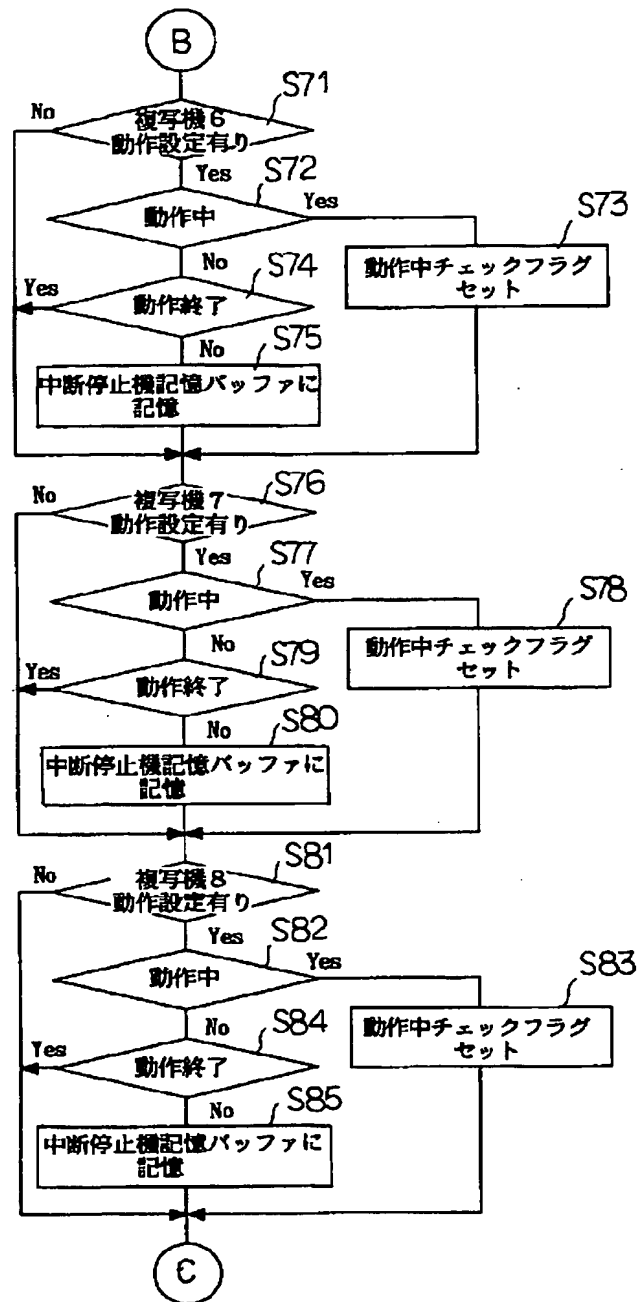 B
S71
No
複写機6
動作設定有り
Yes
S72
動作中
Yes
S73
動作中チェックフラグ
セット
No
S74
Yes
動作終了
No
S75
中断停止機記憶バッファに
記憶
No
S76
複写機7
動作設定有り
Yes
S77
動作中
Yes
S78
動作中チェックフラグ
セット
No
S79
Yes
動作終了
No
S80
中断停止機記憶バッファに
記憶
No
S81
複写機8
動作設定有り
Yes
S82
動作中
Yes
S83
動作中チェックフラグ
セット
No
S84
Yes
動作終了
No
S85
中断停止機記憶バッファに
記憶
C